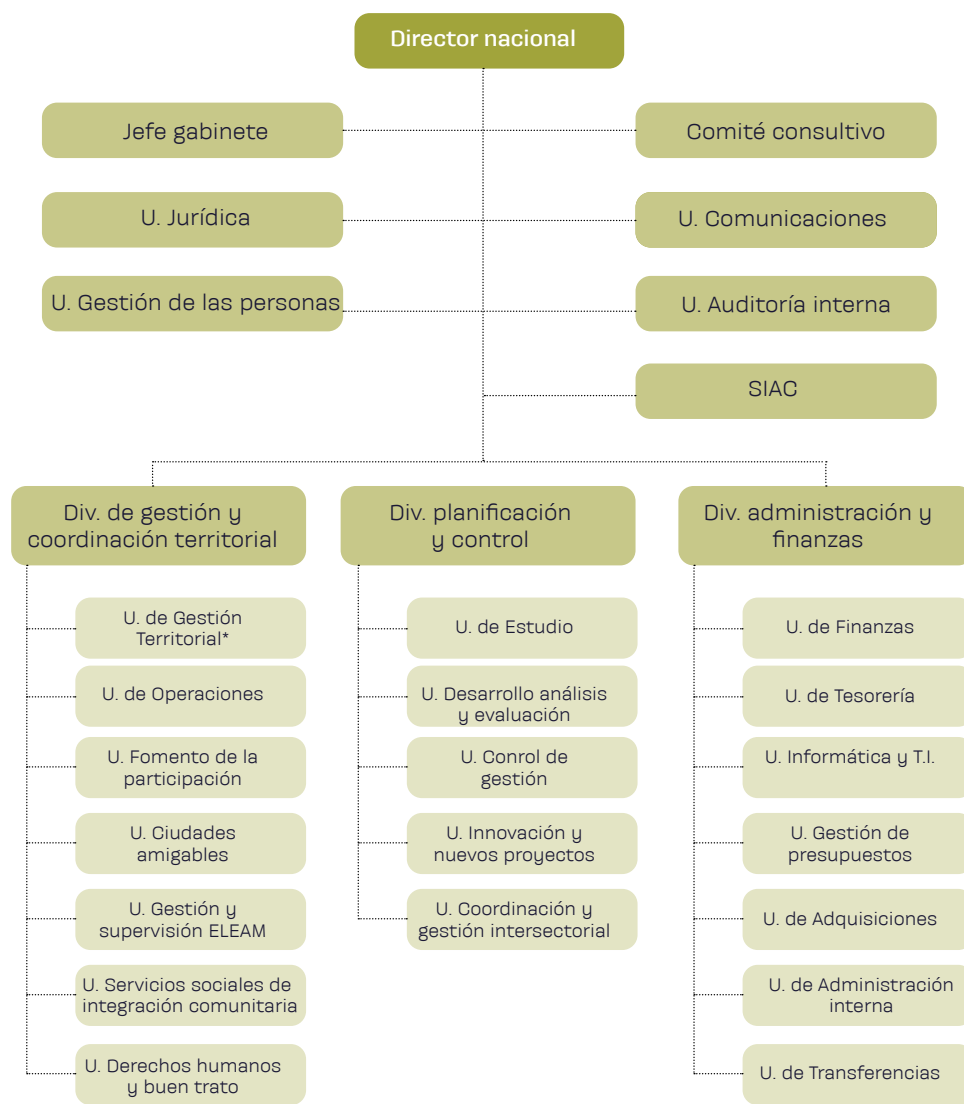 Director nacional
Jefe gabinete
Comité consultivo
U. Jurídica
U. Comunicaciones
U. Gestión de las personas
U. Auditoría interna
SIAC
Div. de gestión y
coordinación territorial
U. de Gestión
Territorial*
U. de Operaciones
U. Fomento de la
participación
U. Ciudades
amigables
U. Gestión y
supervisión ELEAM
U. Servicios sociales de
integración comunitaria
U. Derechos humanos
y buen trato
Div. planificación
y control
U. de Estudio
U. Desarrollo análisis
y evaluación
U. Conrol de
gestión
U. Innovación y
nuevos proyectos
U. Coordinación y
gestión intersectorial
Div. administración y
finanzas
U. de Finanzas
U. de Tesorería
U. Informática y T.I.
U. Gestión de
presupuestos
U. de Adquisiciones
U. de Administración
interna
U. de Transferencias